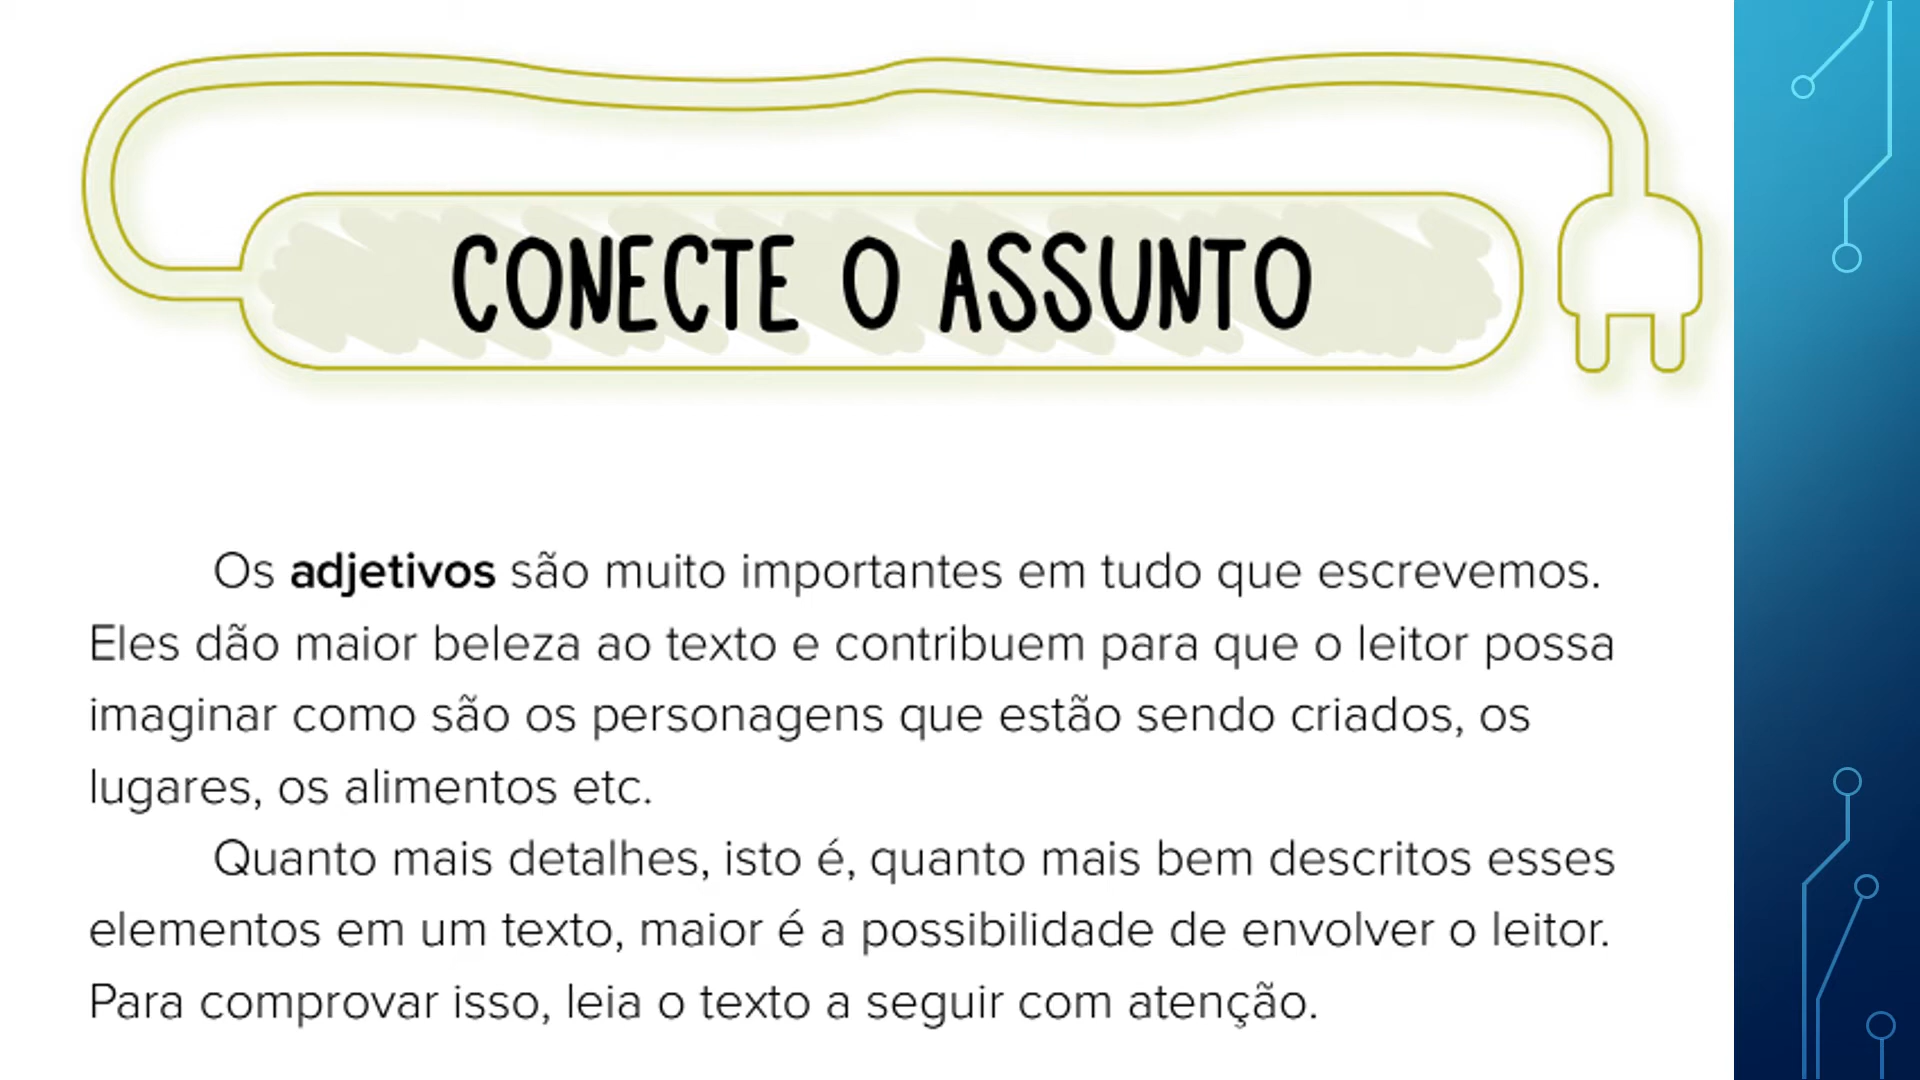 CONECTE O ASSUNTO
Os adjetivos são muito importantes em tudo que escrevemos.
Eles dão maior beleza ao texto e contribuem para que o leitor possa
imaginar como são os personagens que estão sendo criados, os
lugares, os alimentos etc.
Quanto mais detalhes, isto é, quanto mais bem descritos esses
elementos em um texto, maior é a possibilidade de envolver o leitor.
Para comprovar isso, leia o texto a seguir com atenção.